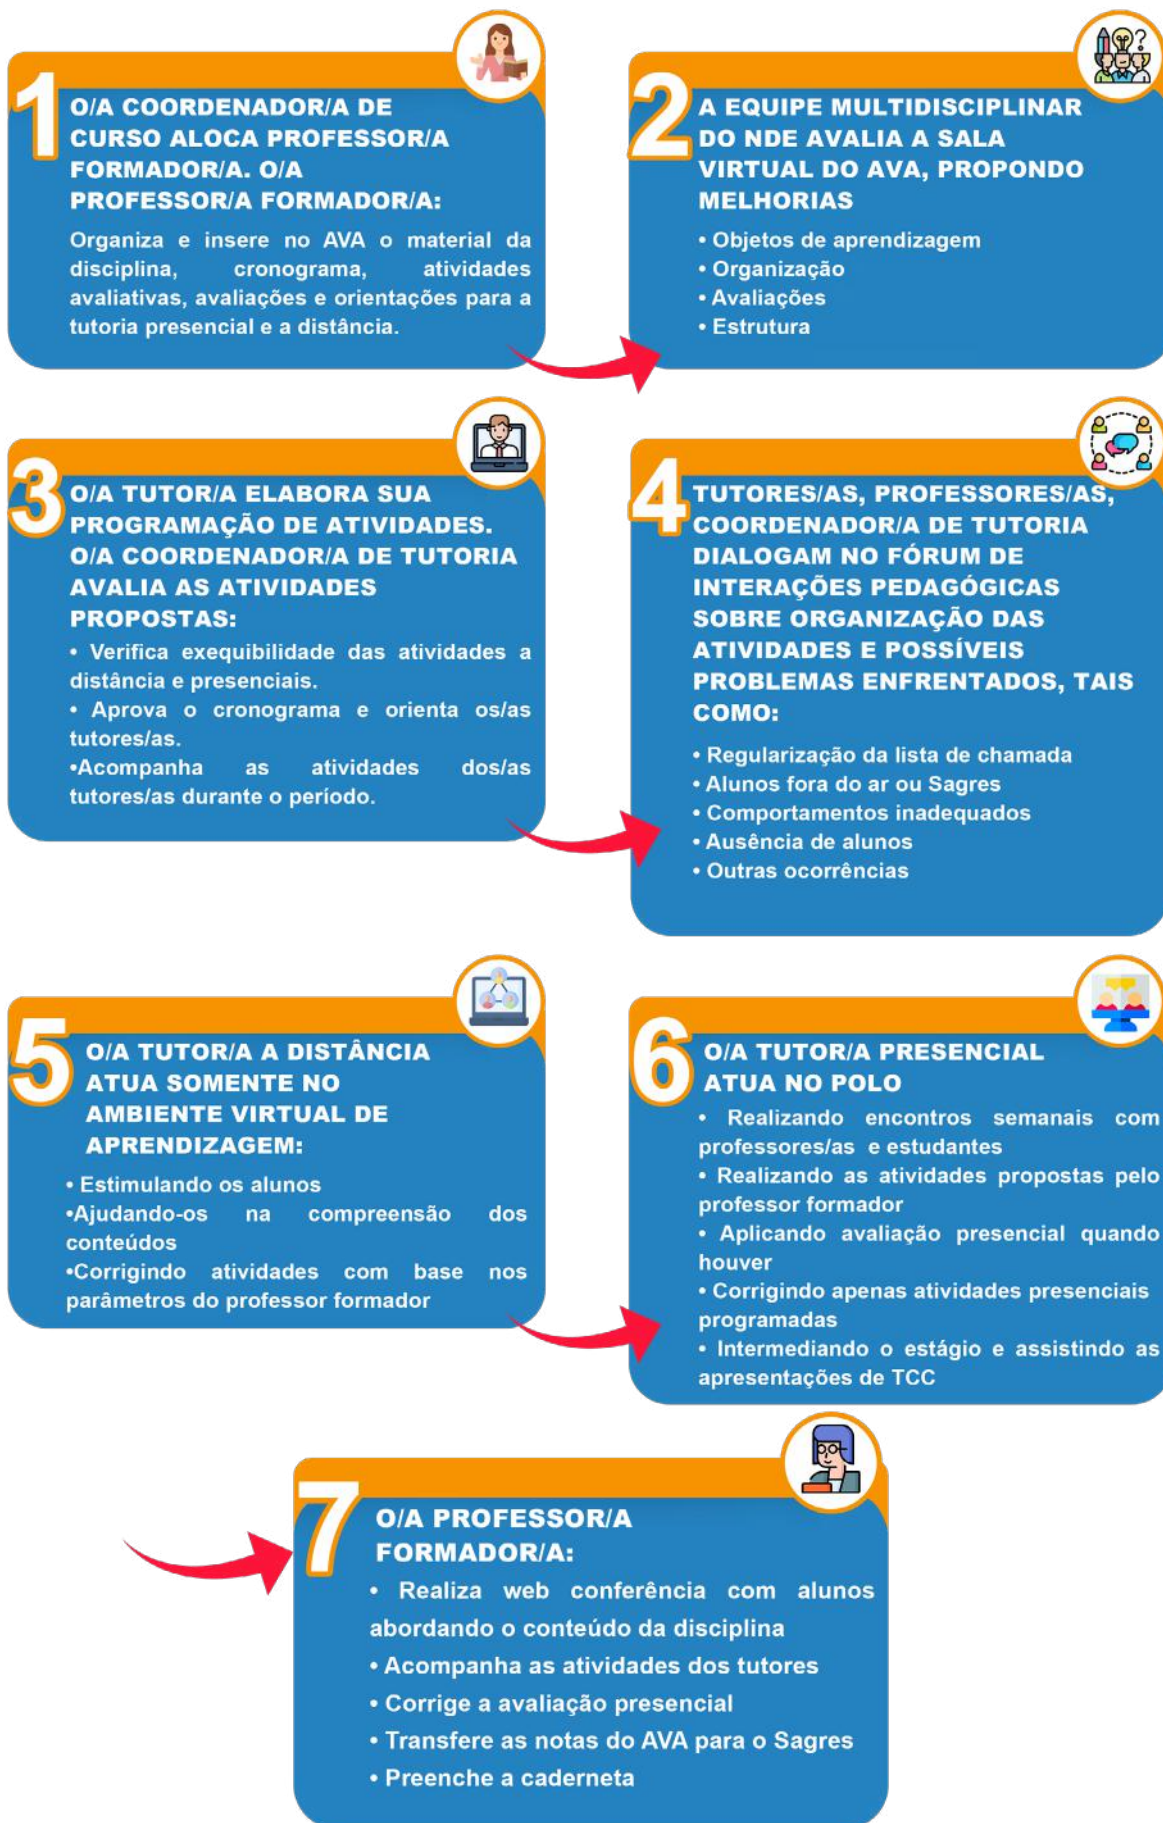 1
O/A COORDENADOR/A DE
CURSO ALOCA PROFESSOR/A
FORMADOR/A. O/A
PROFESSOR/A FORMADOR/A:
Organiza e insere no AVA o material da
disciplina, cronograma, atividades
avaliativas, avaliações e orientações para a
tutoria presencial e a distância.
2
A EQUIPE MULTIDISCIPLINAR
DO NDE AVALIA A SALA
VIRTUAL DO AVA, PROPONDO
MELHORIAS
• Objetos de aprendizagem
• Organização
• Avaliações
• Estrutura
3
O/A TUTOR/A ELABORA SUA
PROGRAMAÇÃO DE ATIVIDADES.
O/A COORDENADOR/A DE TUTORIA
AVALIA AS ATIVIDADES
PROPOSTAS:
• Verifica exequibilidade das atividades a
distância e presenciais.
• Aprova o cronograma e orienta os/as
tutores/as.
•Acompanha as atividades dos/as
tutores/as durante o período.
4
TUTORES/AS, PROFESSORES/AS,
COORDENADOR/A DE TUTORIA
DIALOGAM NO FÓRUM DE
INTERAÇÕES PEDAGÓGICAS
SOBRE ORGANIZAÇÃO DAS
ATIVIDADES E POSSÍVEIS
PROBLEMAS ENFRENTADOS, TAIS
COMO:
• Regularização da lista de chamada
• Alunos fora do ar ou Sagres
• Comportamentos inadequados
• Ausência de alunos
• Outras ocorrências
5
O/A TUTOR/A A DISTÂNCIA
ATUA SOMENTE NO
AMBIENTE VIRTUAL DE
APRENDIZAGEM:
• Estimulando os alunos
•Ajudando-os na compreensão dos
conteúdos
•Corrigindo atividades com base nos
parâmetros do professor formador
6
O/A TUTOR/A PRESENCIAL
ATUA NO POLO
• Realizando encontros semanais com
professores/as e estudantes
• Realizando as atividades propostas pelo
professor formador
• Aplicando avaliação presencial quando
houver
• Corrigindo apenas atividades presenciais
programadas
• Intermediando o estágio e assistindo as
apresentações de TCC
7
O/A PROFESSOR/A
FORMADOR/A:
• Realiza web conferência com alunos
abordando o conteúdo da disciplina
• Acompanha as atividades dos tutores
• Corrige a avaliação presencial
• Transfere as notas do AVA para o Sagres
• Preenche a caderneta